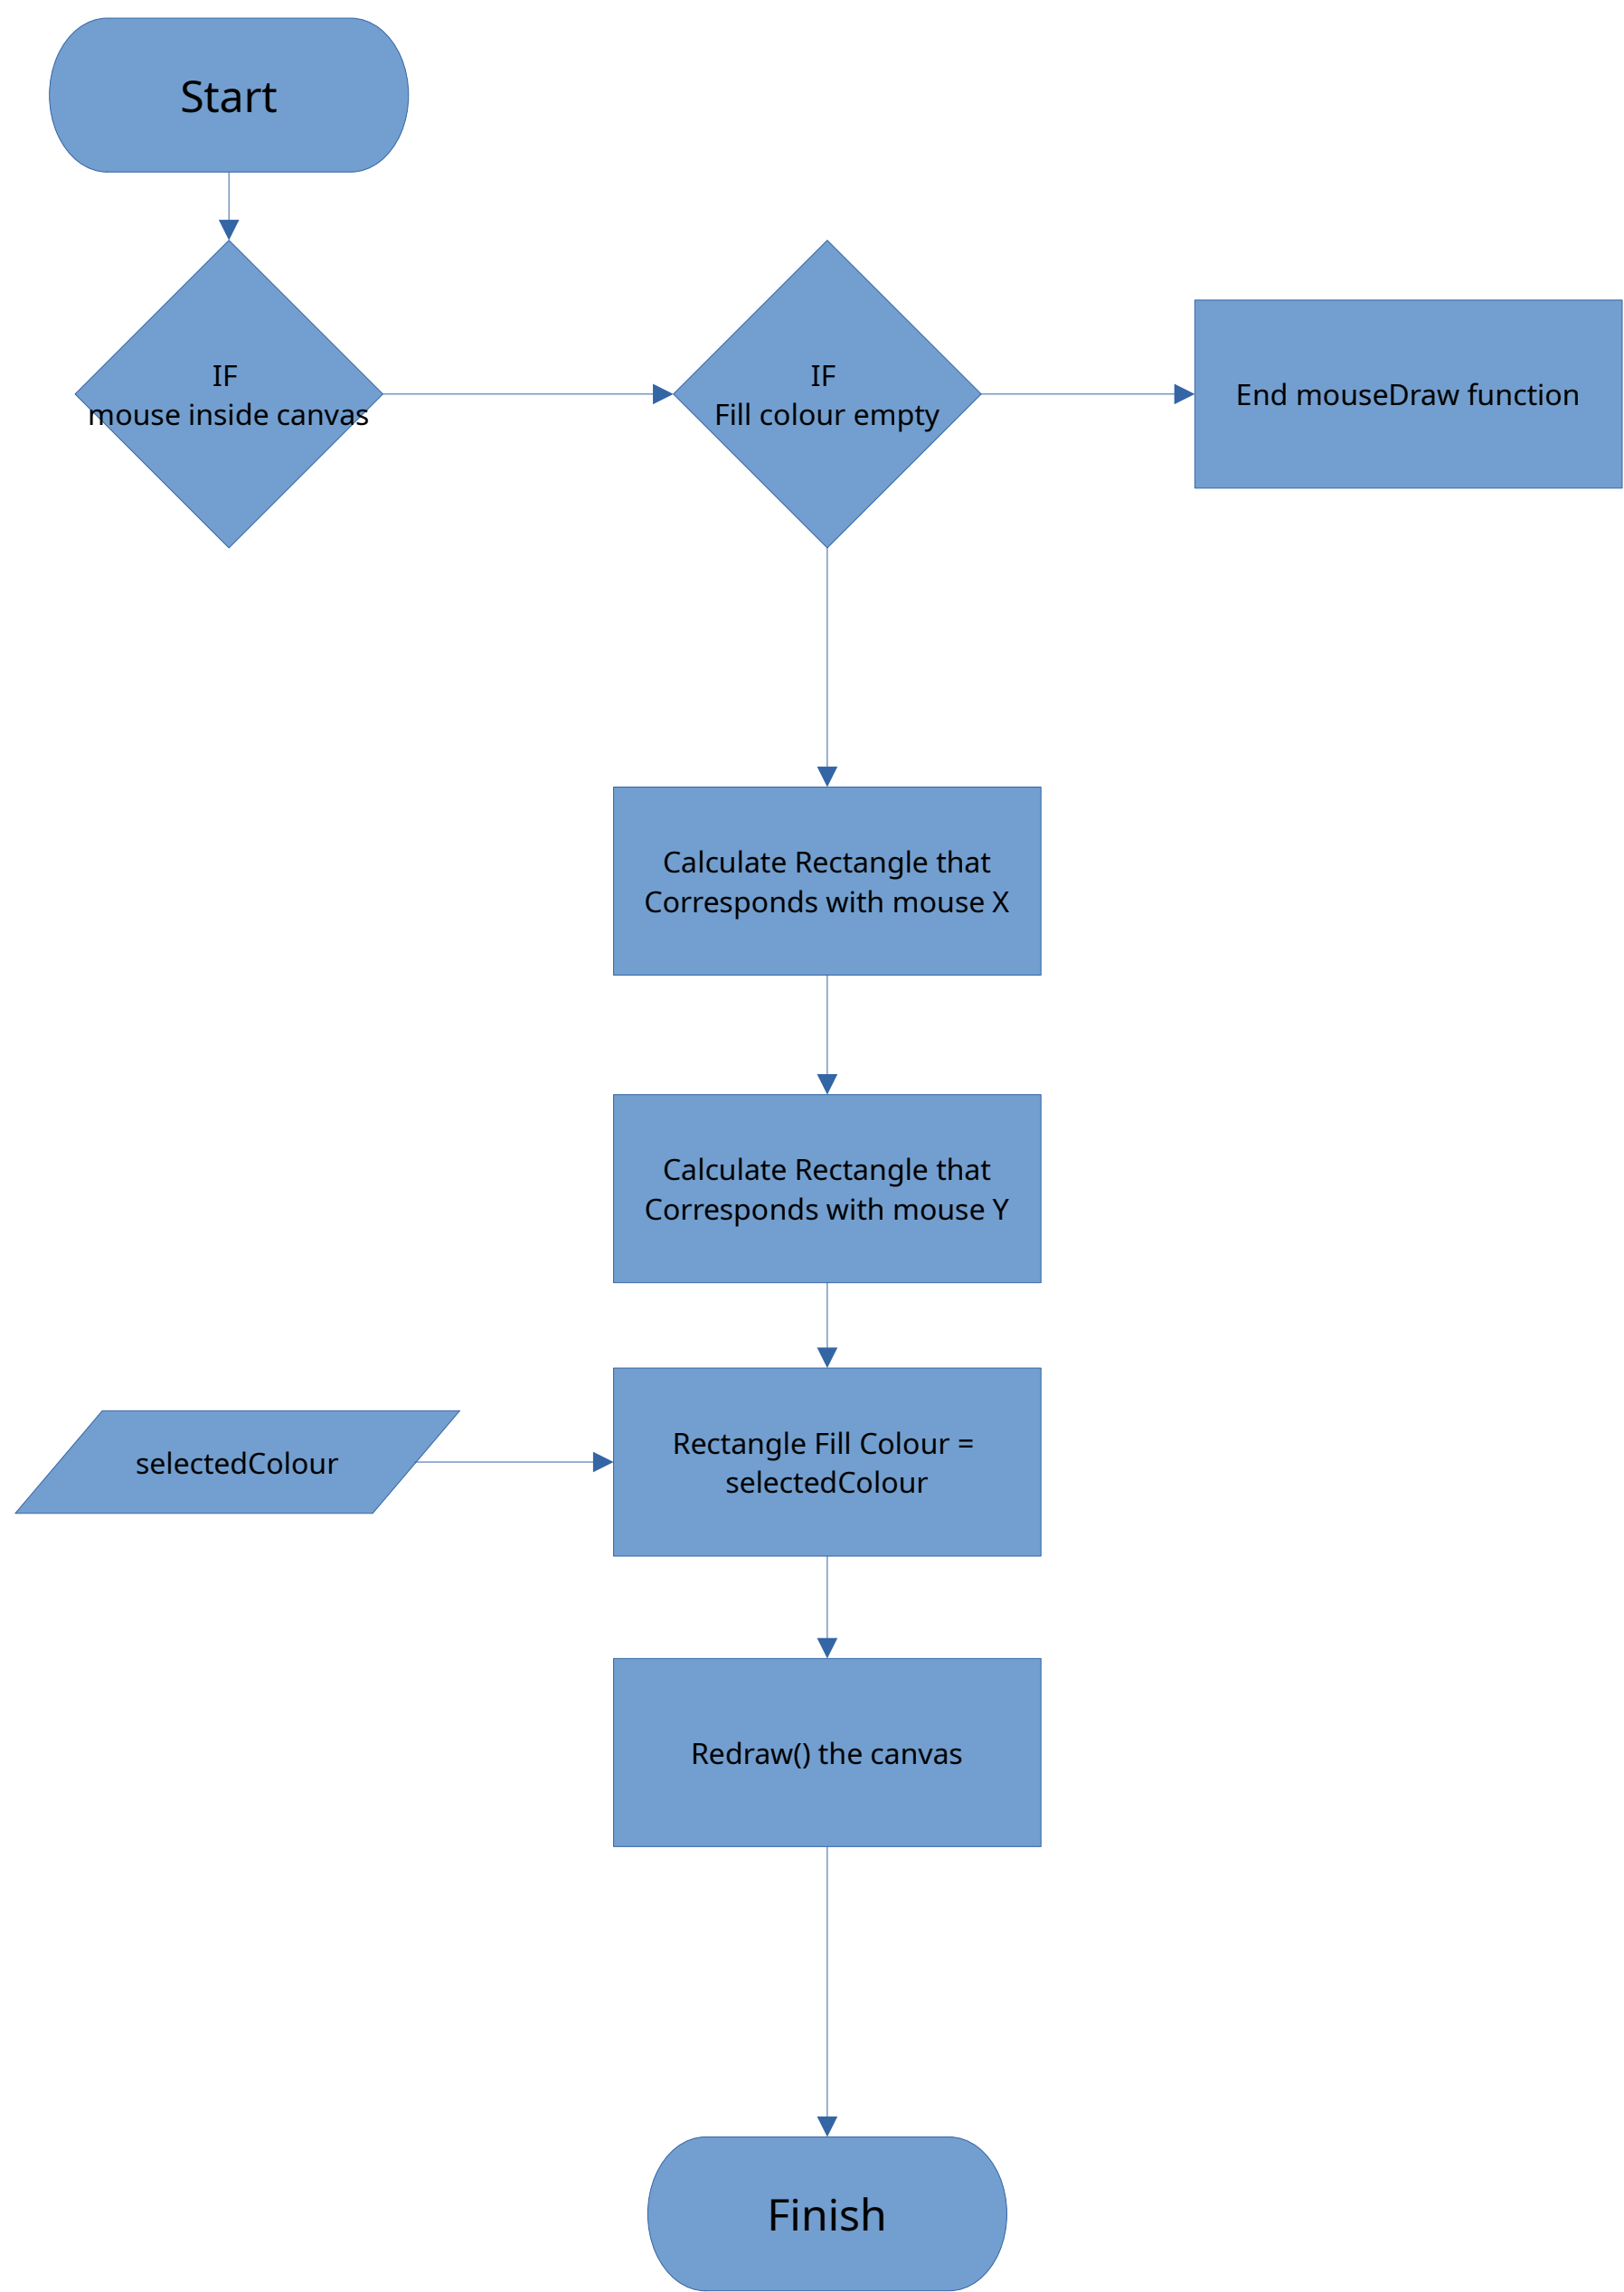 Start
IF
mouse inside canvas
IF
Fill colour empty
End mouseDraw function
Calculate Rectangle that
Corresponds with mouse X
Calculate Rectangle that
Corresponds with mouse Y
selectedColour
Rectangle Fill Colour =
selectedColour
Redraw() the canvas
Finish